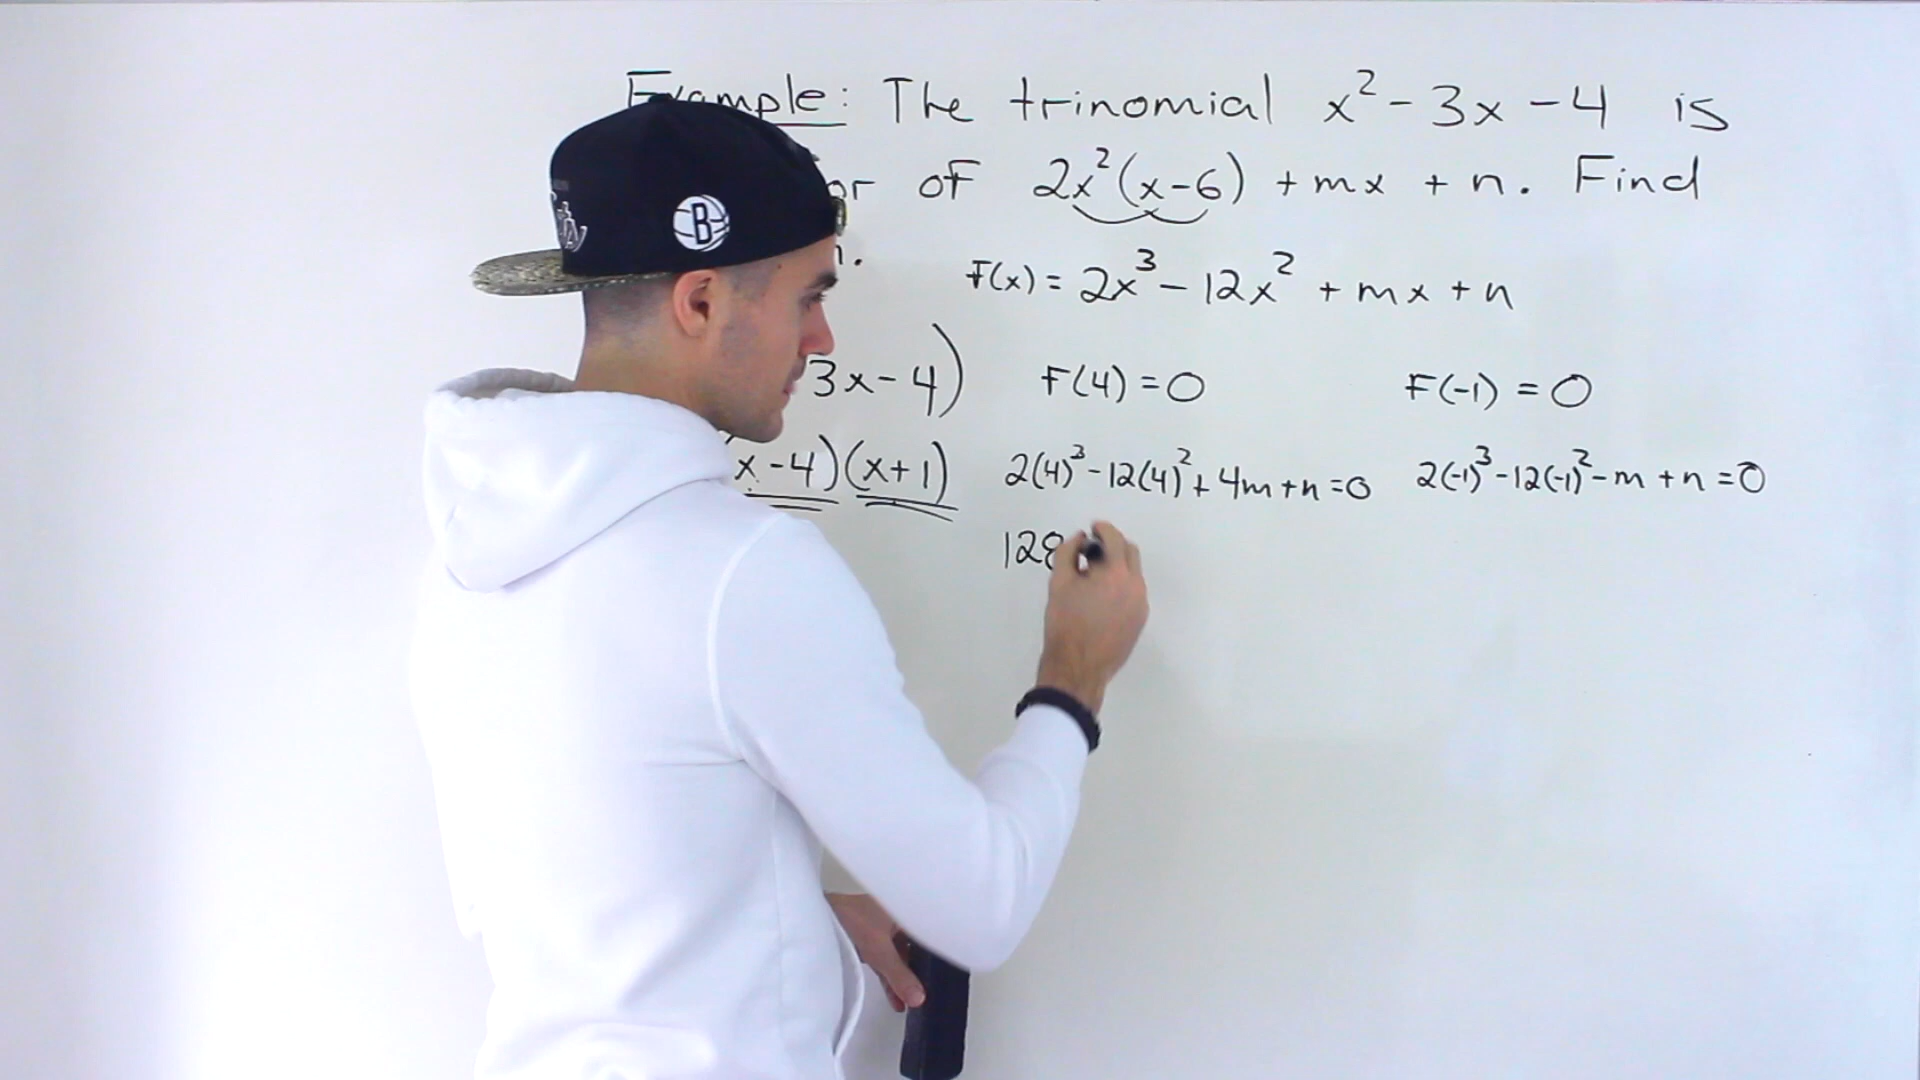 Example: The trinomial x² - 3x - 4 is
or of 2x²(x-6) + mx + n. Find
n.
F(x) = 2x³ - 12x² + mx + n
3x - 4) F(4) = 0 F(-1) = 0
(x - 4)(x + 1) 2(4)³ - 12(4)² + 4m + n = 0 2(-1)³ - 12(-1)² - m + n = 0
128
B